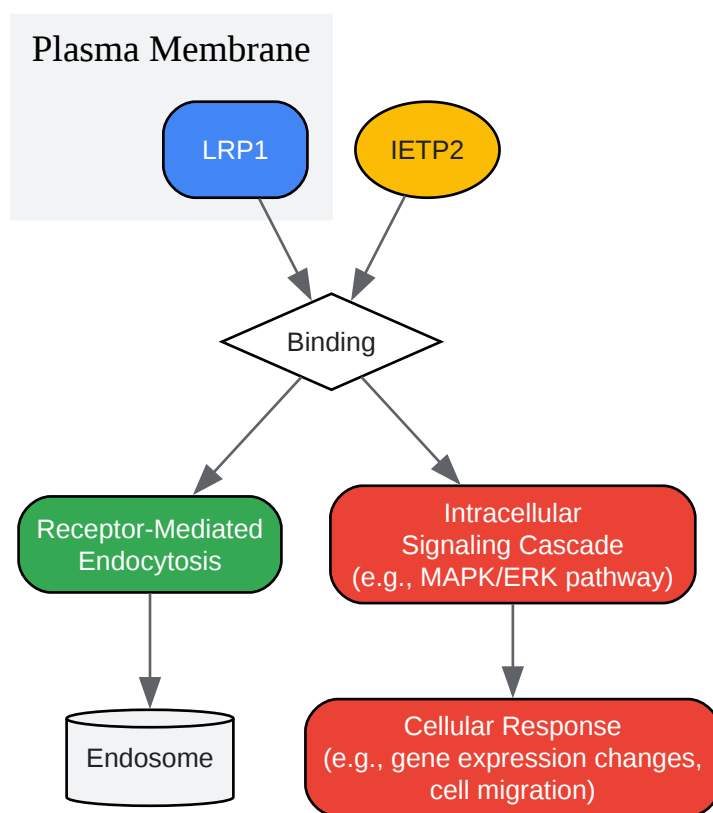 Plasma Membrane
LRP1
IETP2
Binding
Receptor-Mediated
Endocytosis
Intracellular
Signaling Cascade
(e.g., MAPK/ERK pathway)
Endosome
Cellular Response
(e.g., gene expression changes,
cell migration)